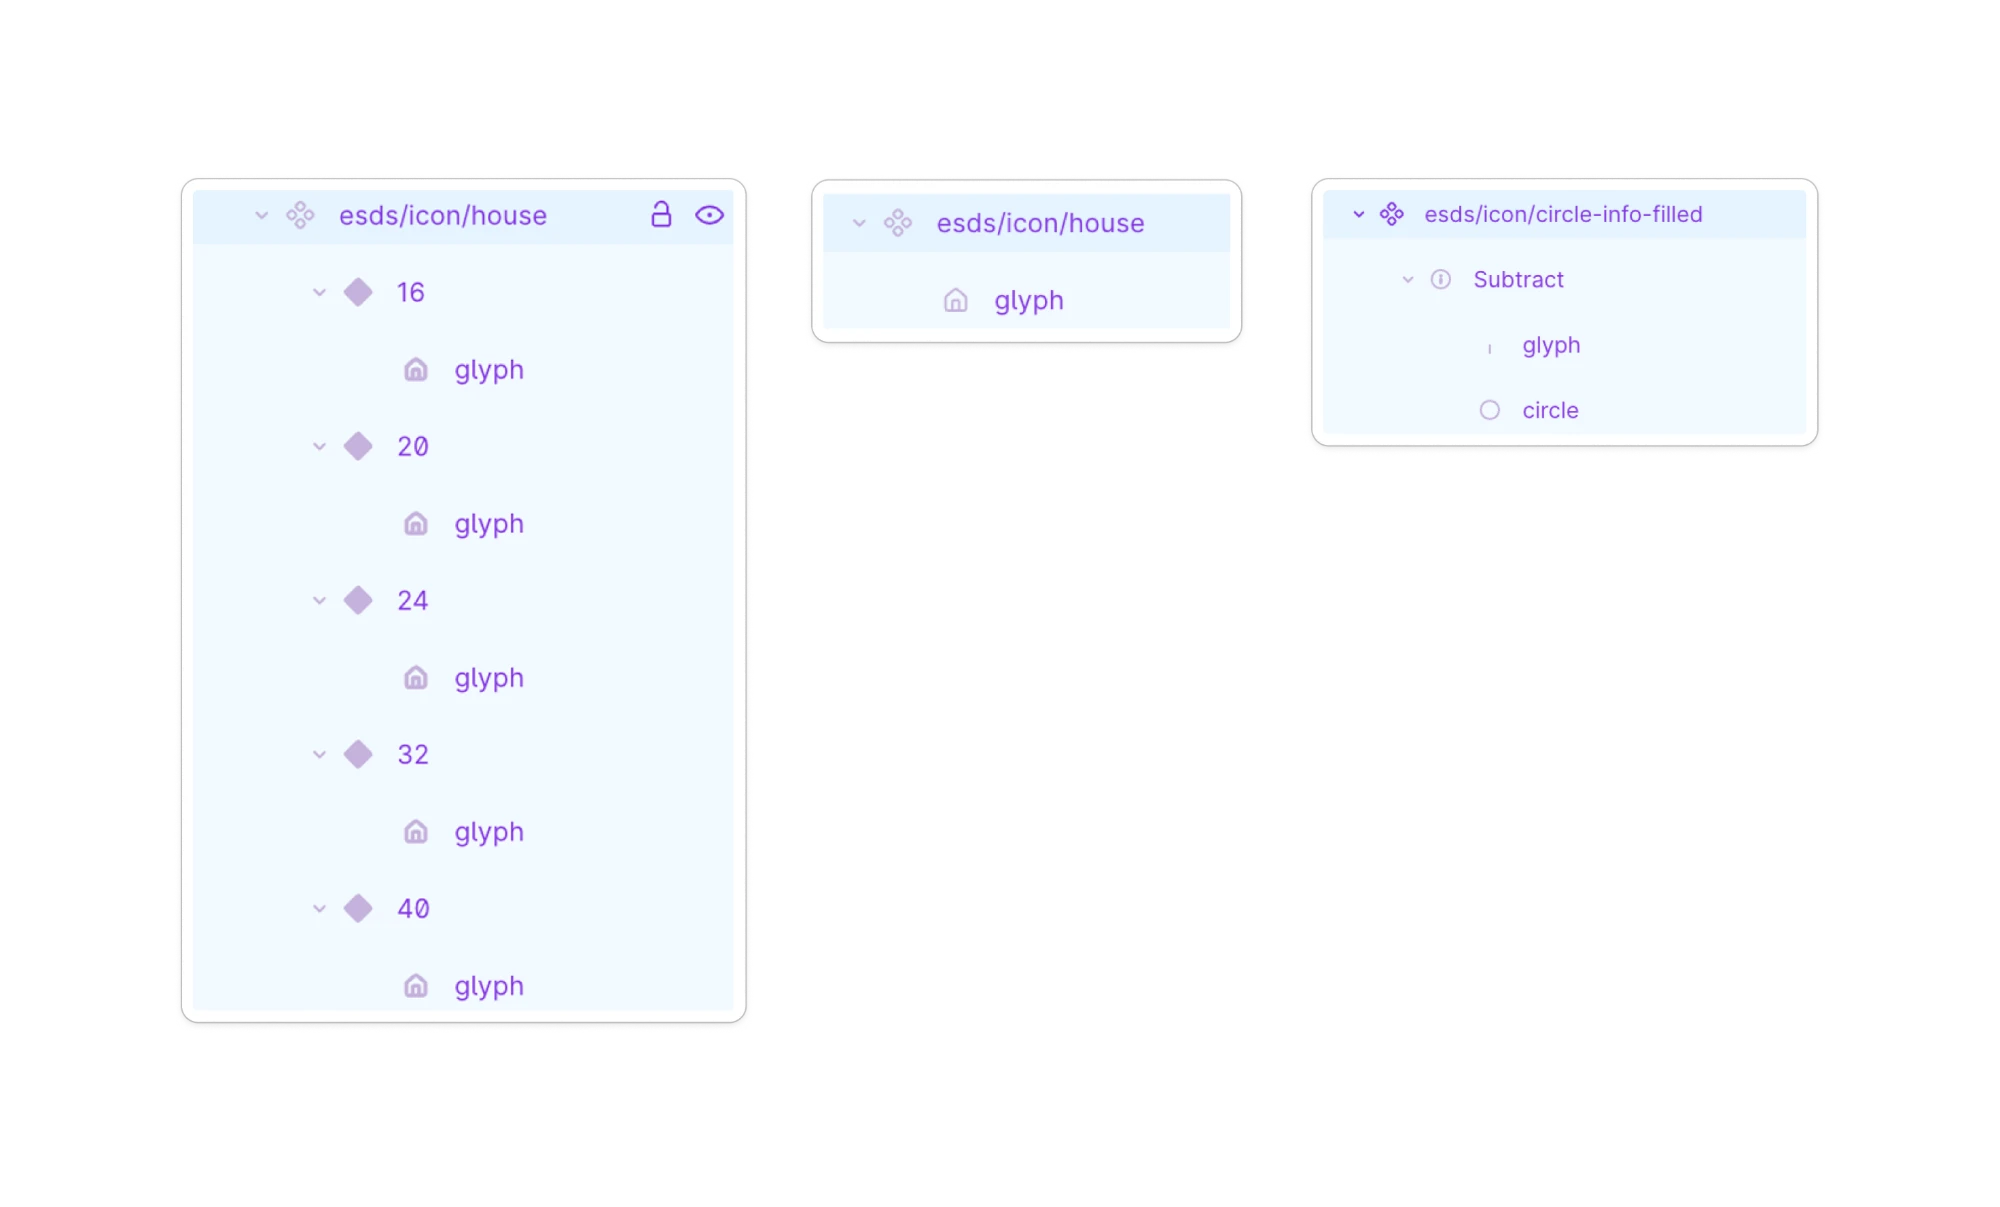 esds/icon/house
16
glyph
20
glyph
24
glyph
32
glyph
40
glyph
esds/icon/house
glyph
esds/icon/circle-info-filled
Subtract
glyph
circle